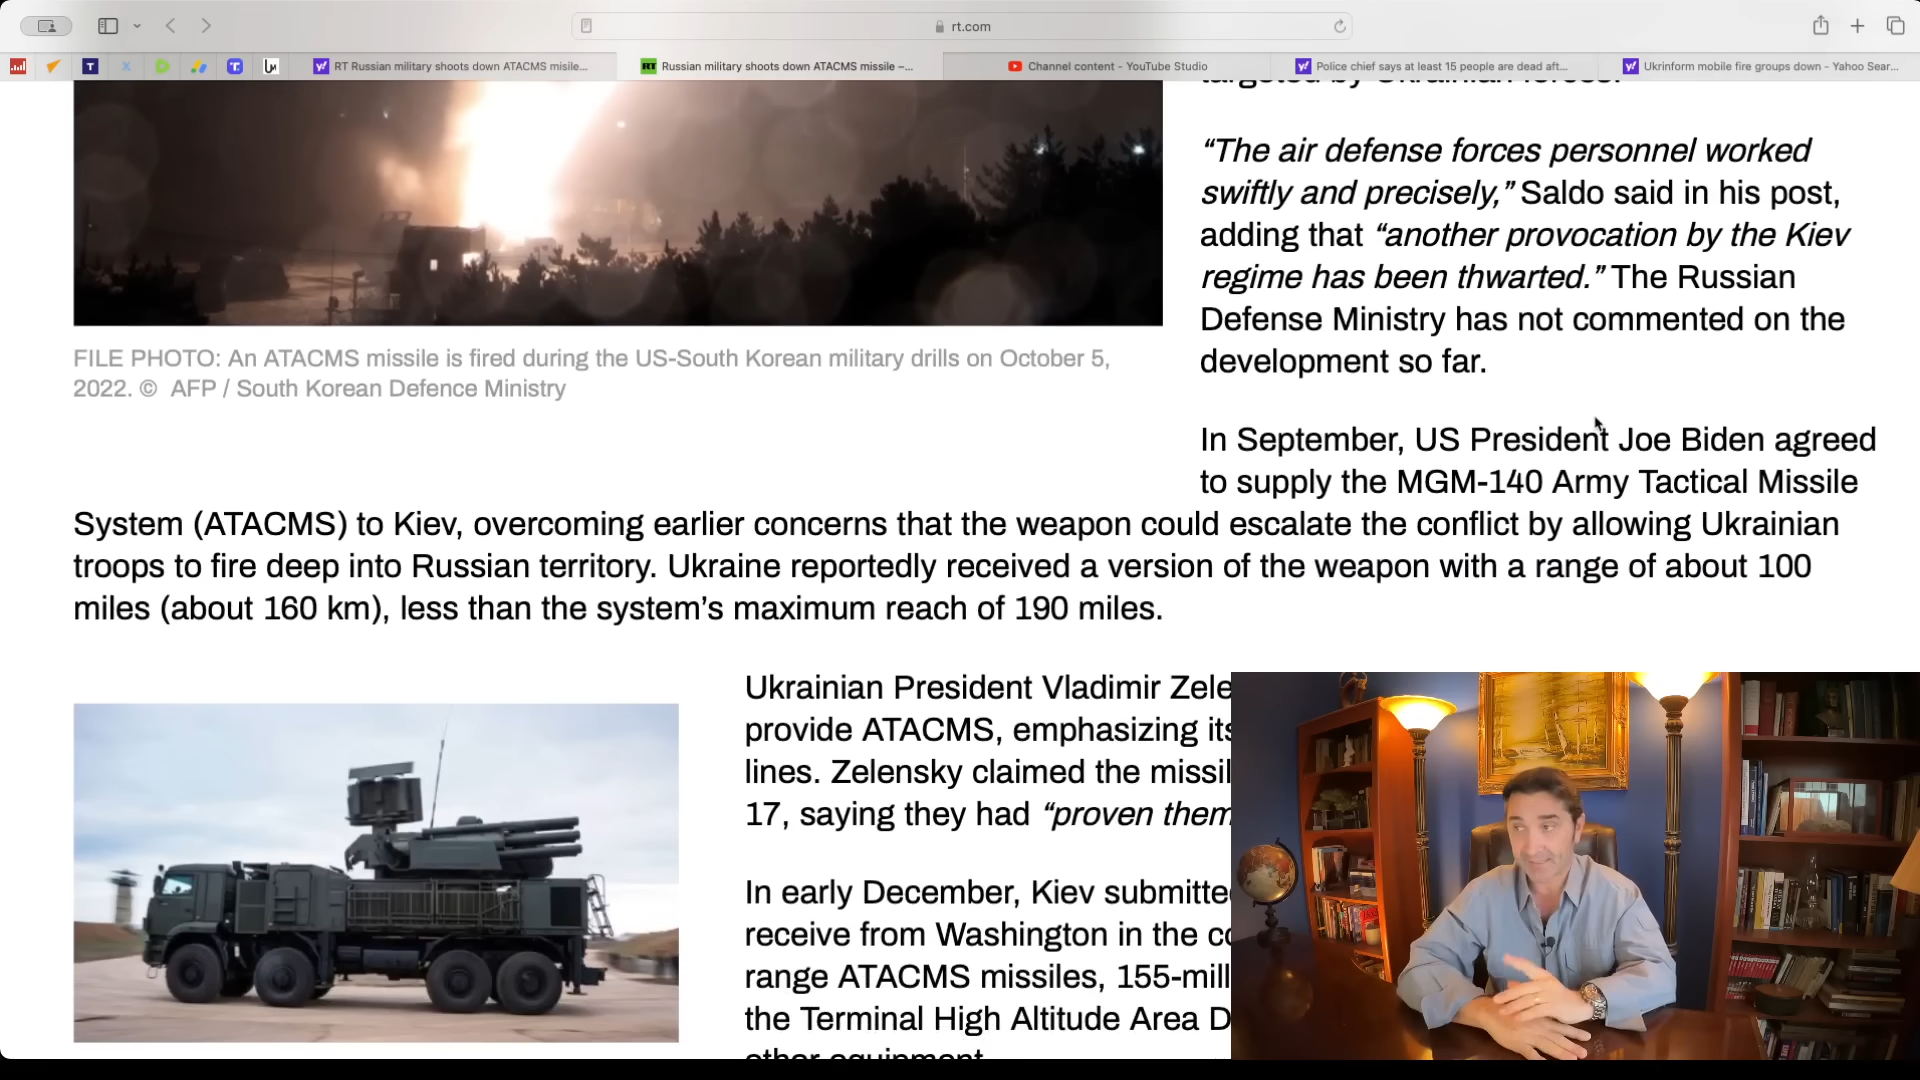 rt.com
RT Russian military shoots down ATACMS misile...
RT
Russian military shoots down ATACMS missile –...
Channel content - YouTube Studio
Police chief says at least 15 people are dead aft...
Ukrinform mobile fire groups down - Yahoo Sear...
targeted by Ukrainian forces.
“The air defense forces personnel worked
swiftly and precisely,” Saldo said in his post,
adding that “another provocation by the Kiev
regime has been thwarted.” The Russian
Defense Ministry has not commented on the
development so far.
FILE PHOTO: An ATACMS missile is fired during the US-South Korean military drills on October 5,
2022. © AFP / South Korean Defence Ministry
In September, US President Joe Biden agreed
to supply the MGM-140 Army Tactical Missile
System (ATACMS) to Kiev, overcoming earlier concerns that the weapon could escalate the conflict by allowing Ukrainian
troops to fire deep into Russian territory. Ukraine reportedly received a version of the weapon with a range of about 100
miles (about 160 km), less than the system’s maximum reach of 190 miles.
Ukrainian President Vladimir Zele
provide ATACMS, emphasizing its
lines. Zelensky claimed the missil
17, saying they had “proven them
In early December, Kiev submitte
receive from Washington in the co
range ATACMS missiles, 155-mill
the Terminal High Altitude Area D
other equipment